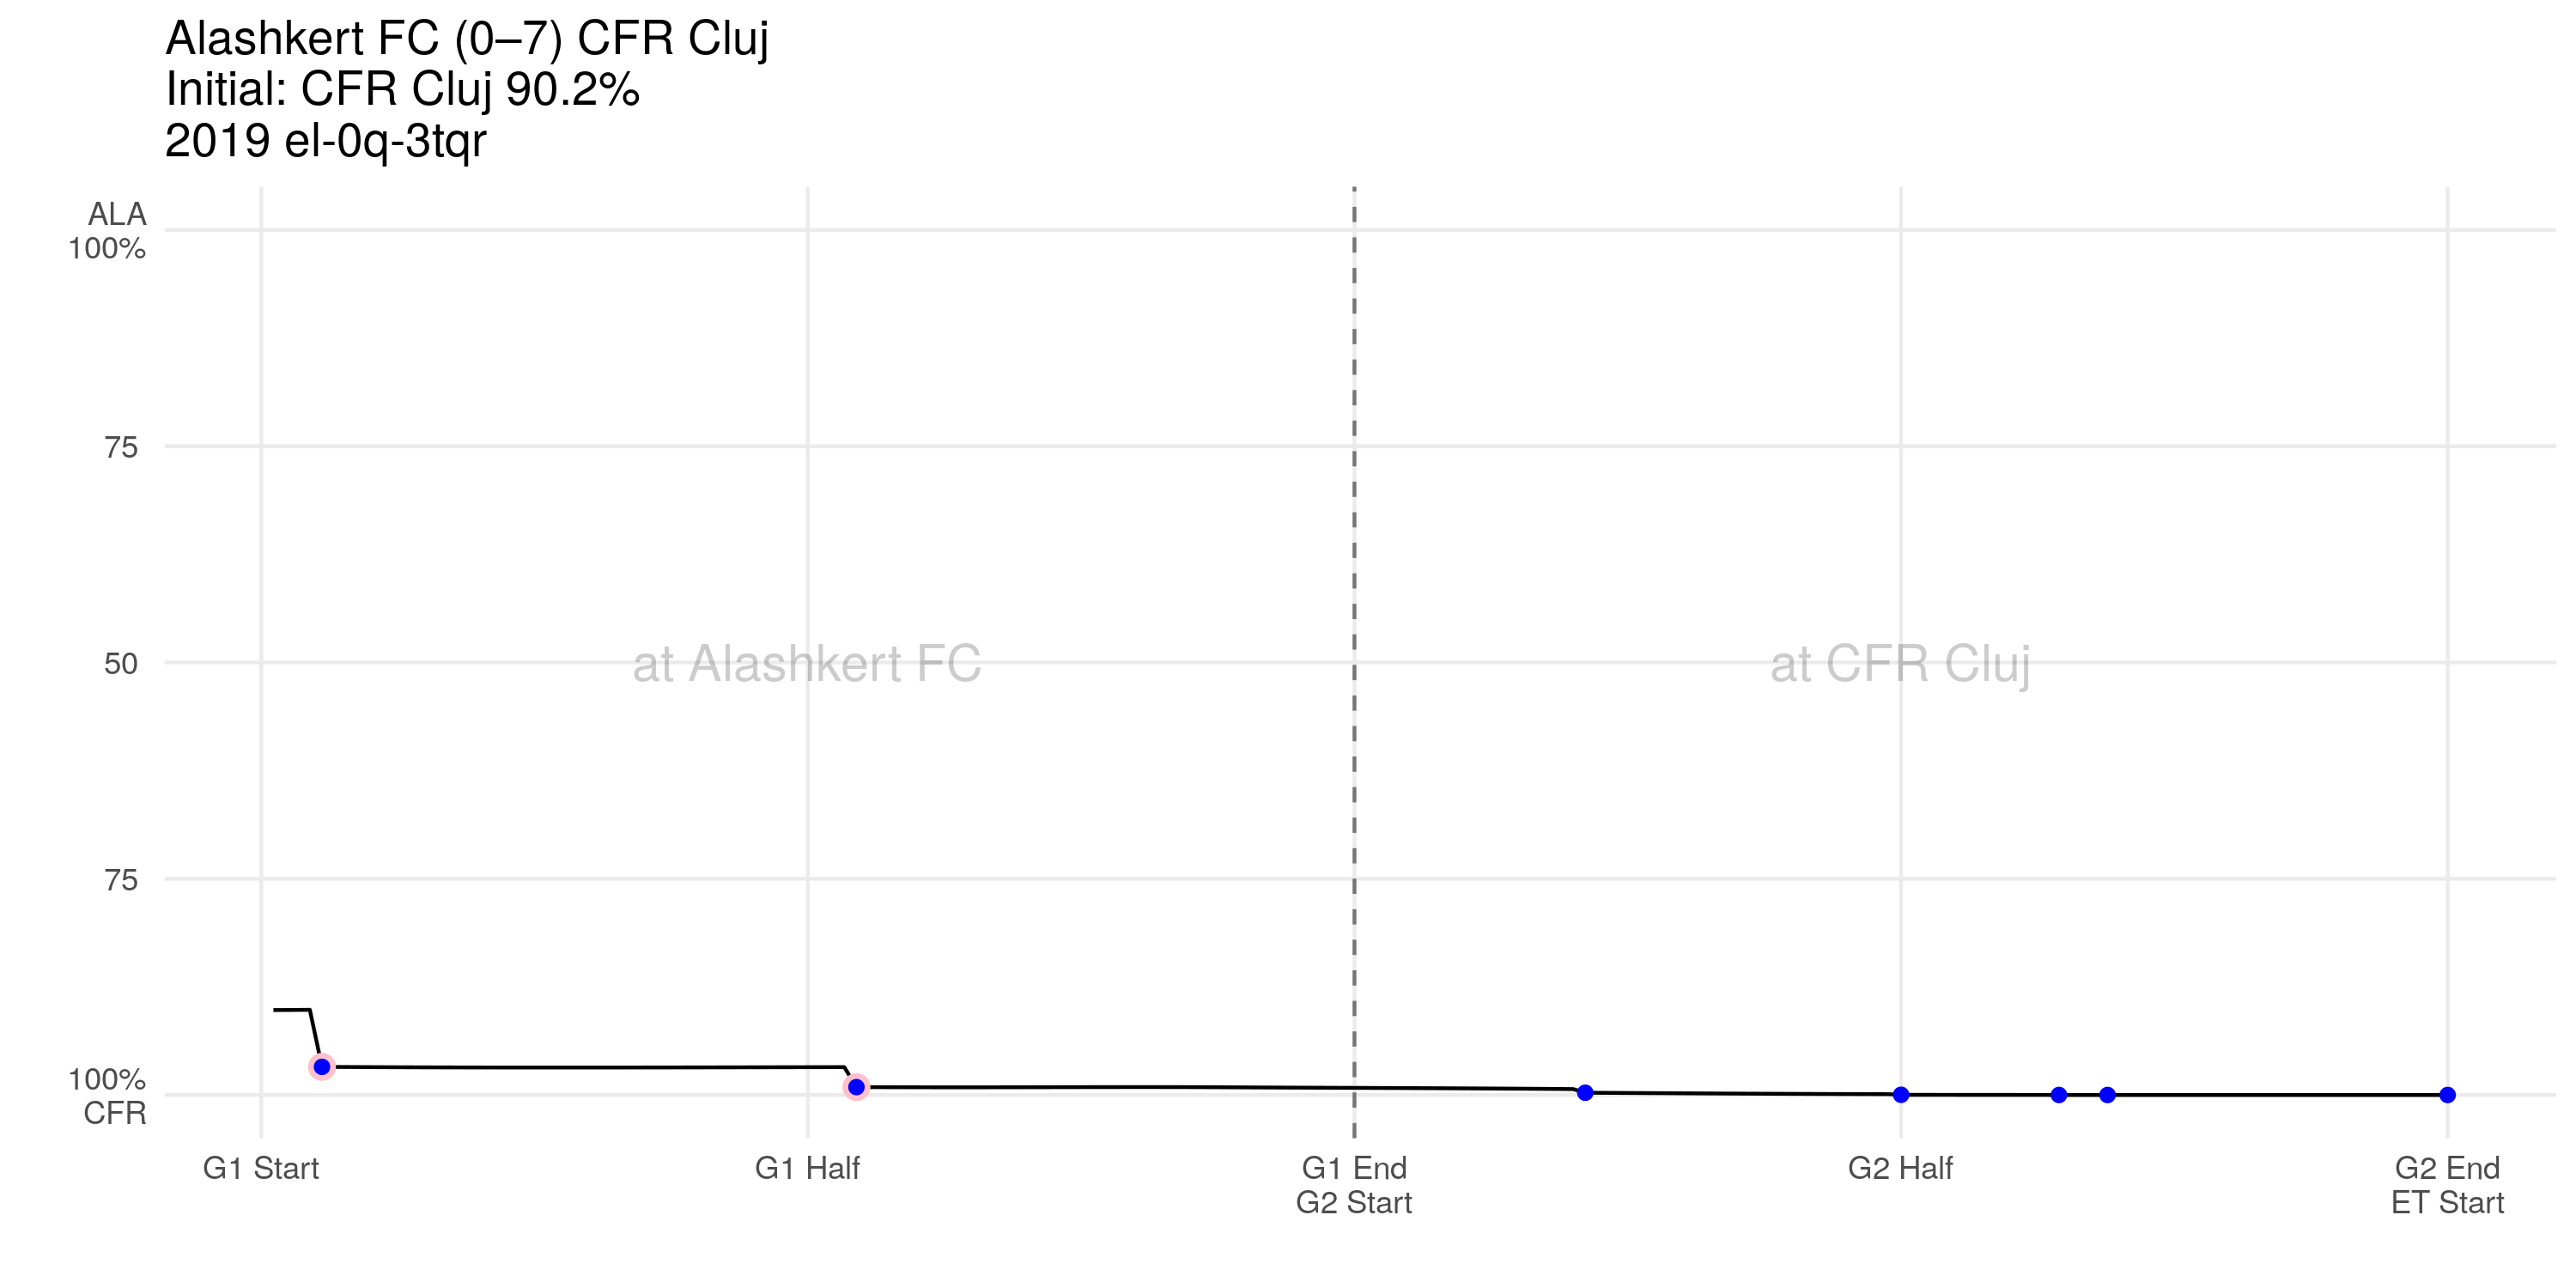 Alashkert FC (0–7) CFR Cluj
Initial: CFR Cluj 90.2%
2019 el-0q-3tqr
ALA
100%
75
50
75
100%
CFR
at Alashkert FC
at CFR Cluj
G1 Start
G1 Half
G1 End
G2 Start
G2 Half
G2 End
ET Start